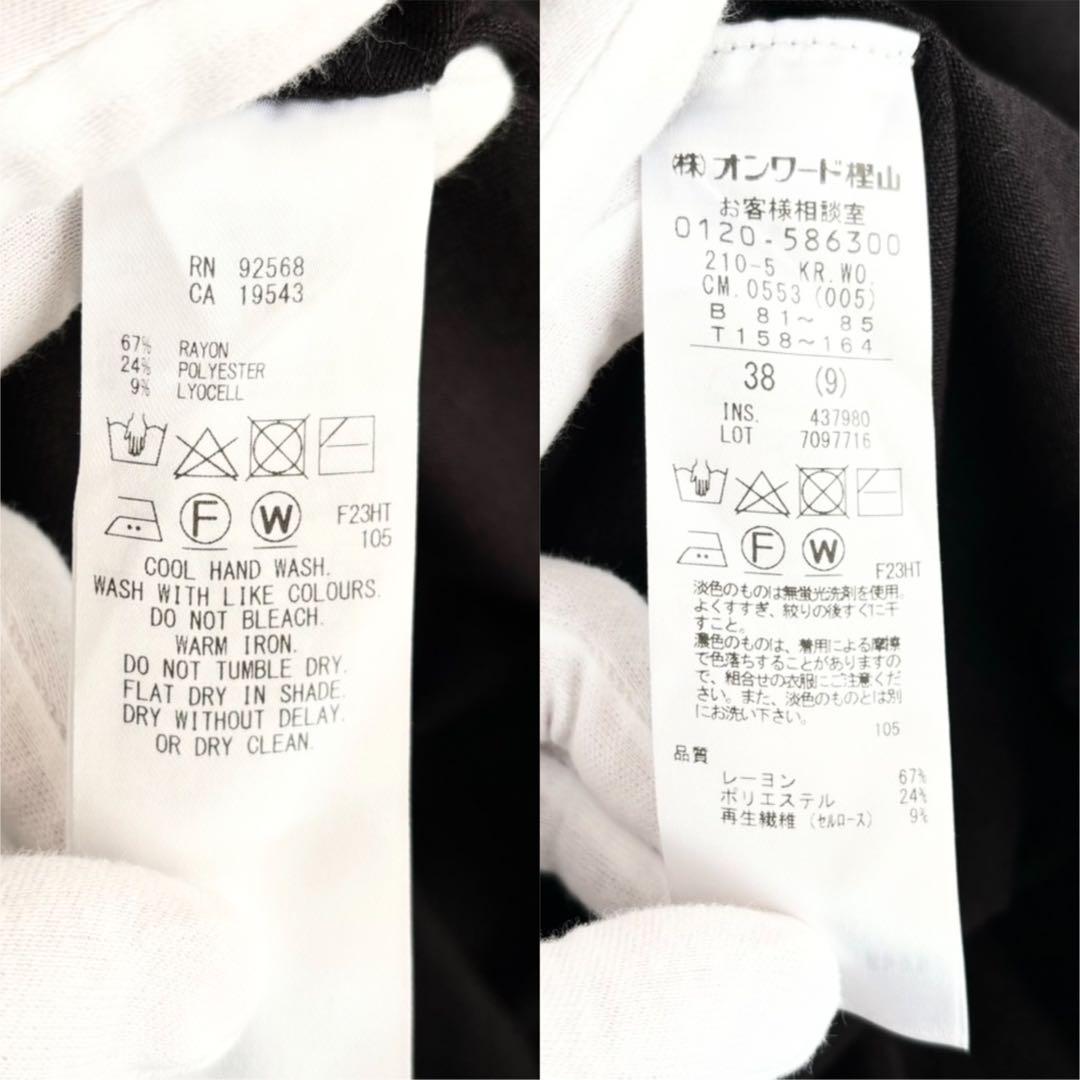 RN 92568
CA 19543
67% RAYON
24% POLYESTER
9% LYOCELL
F W F23HT
105
COOL HAND WASH.
WASH WITH LIKE COLOURS.
DO NOT BLEACH.
WARM IRON.
DO NOT TUMBLE DRY.
FLAT DRY IN SHADE.
DRY WITHOUT DELAY.
OR DRY CLEAN.
(株)オンワード樫山
お客様相談室
0120-586300
210-5 KR.WO.
CM.0553 (005)
B 81～ 85
T158～164
38 (9)
INS. 437980
LOT 7097716
F W F23HT
淡色のものは無蛍光洗剤を使用。
よくすすぎ、絞りの後すぐに干
すこと。
濃色のものは、着用による摩擦
で色落ちすることがありますの
で、組合せの衣服にご注意くだ
さい。また、淡色のものとは別
にお洗い下さい。
105
品質
レーヨン 67%
ポリエステル 24%
再生繊維(セルロース) 9%